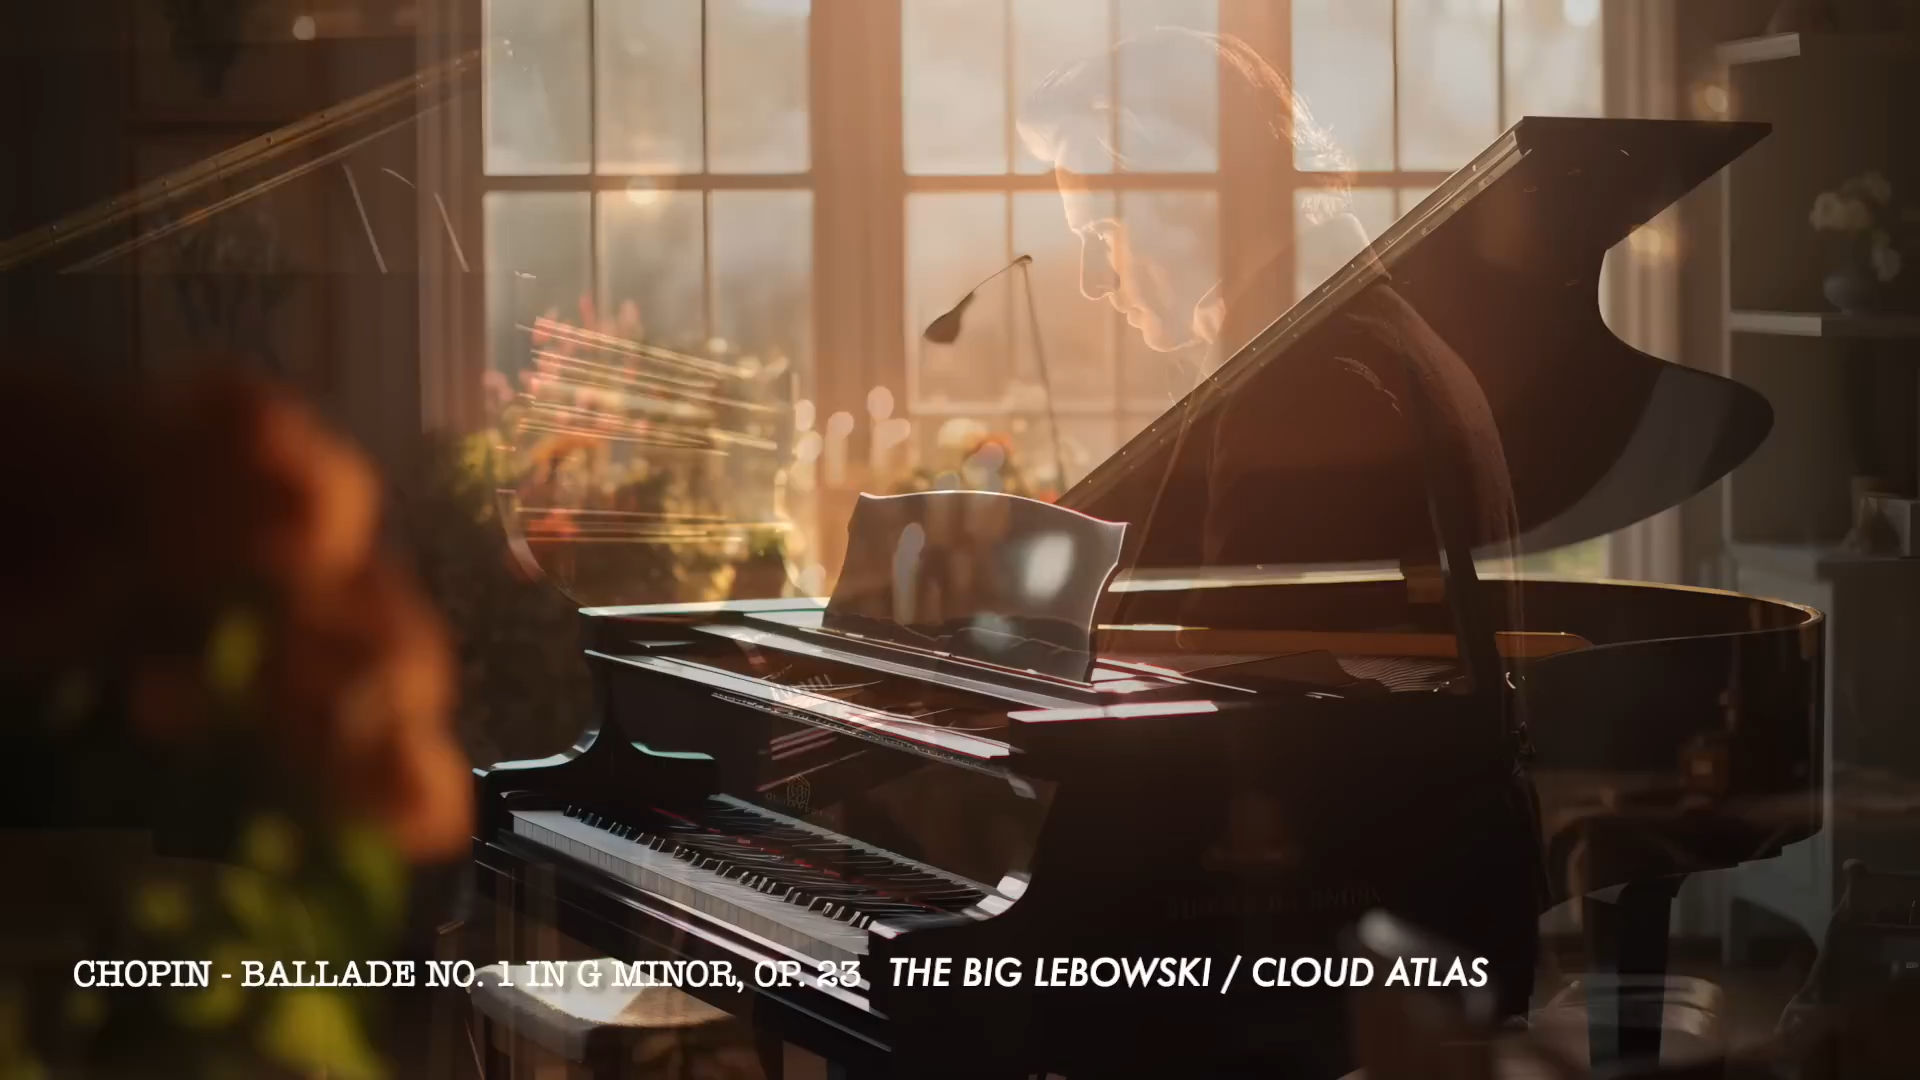 CHOPIN - BALLADE NO. 1 IN G MINOR, OP. 23 THE BIG LEBOWSKI / CLOUD ATLAS